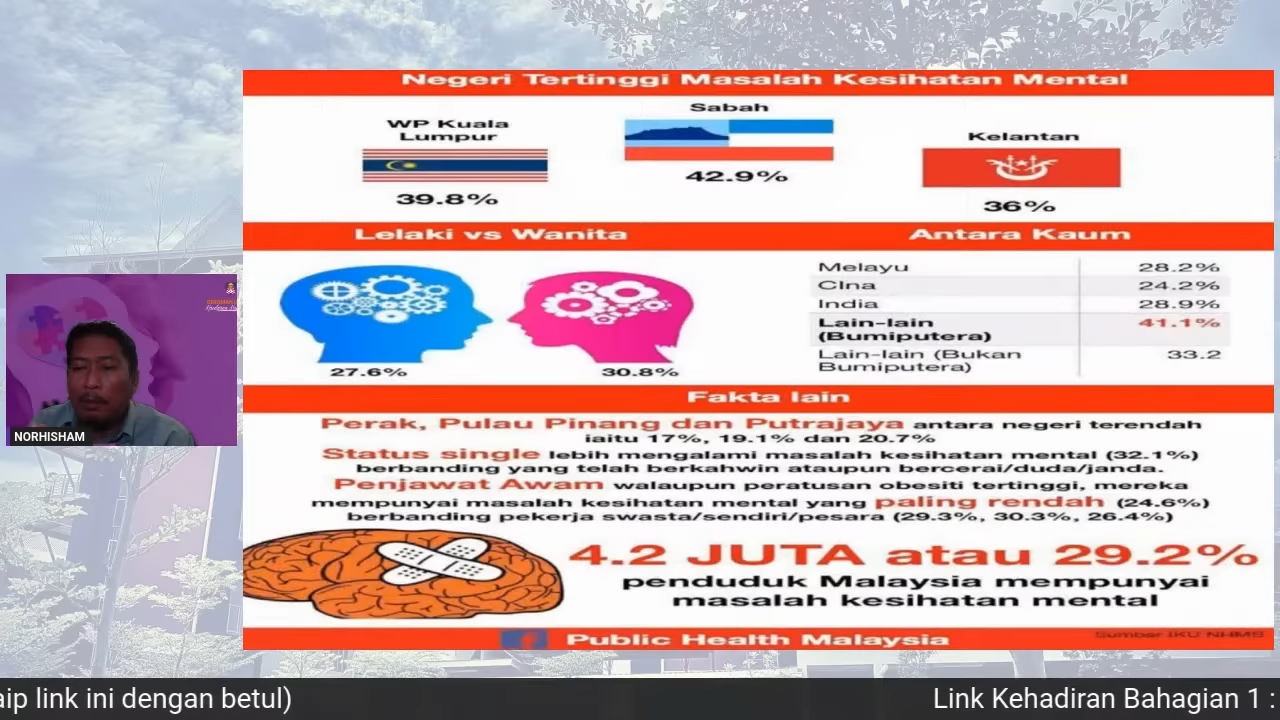 Negeri Tertinggi Masalah Kesihatan Mental
WP Kuala
Lumpur
39.8%
Sabah
42.9%
Kelantan
36%
Lelaki vs Wanita
27.6%
30.8%
Antara Kaum
Melayu 28.2%
CIna 24.2%
India 28.9%
Lain-lain
(Bumiputera) 41.1%
Lain-lain (Bukan
Bumiputera) 33.2
Fakta lain
Perak, Pulau Pinang dan Putrajaya antara negeri terendah
iaitu 17%, 19.1% dan 20.7%
Status single lebih mengalami masalah kesihatan mental (32.1%)
berbanding yang telah berkahwin ataupun bercerai/duda/janda.
Penjawat Awam walaupun peratusan obesiti tertinggi, mereka
mempunyai masalah kesihatan mental yang paling rendah (24.6%)
berbanding pekerja swasta/sendiri/pesara (29.3%, 30.3%, 26.4%)
4.2 JUTA atau 29.2%
penduduk Malaysia mempunyai
masalah kesihatan mental
Public Health Malaysia
Sumber IKU NHMS
NORHISHAM
aip link ini dengan betul)
Link Kehadiran Bahagian 1 :